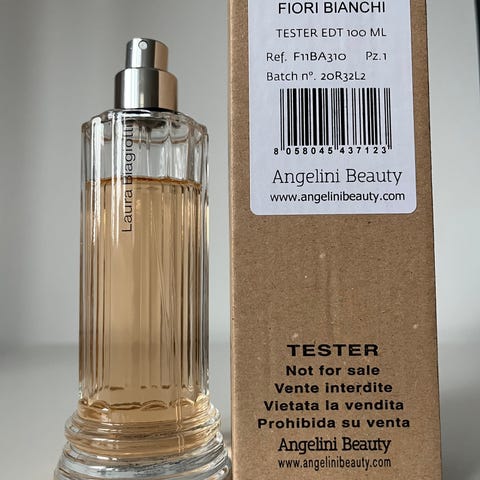 Laura Biagiotti
FIORI BIANCHI
TESTER EDT 100 ML
Ref. F11BA310 Pz.1
Batch n°. 20R32L2
8 058045 437123
Angelini Beauty
www.angelinibeauty.com
TESTER
Not for sale
Vente interdite
Vietata la vendita
Prohibida su venta
Angelini Beauty
www.angelinibeauty.com